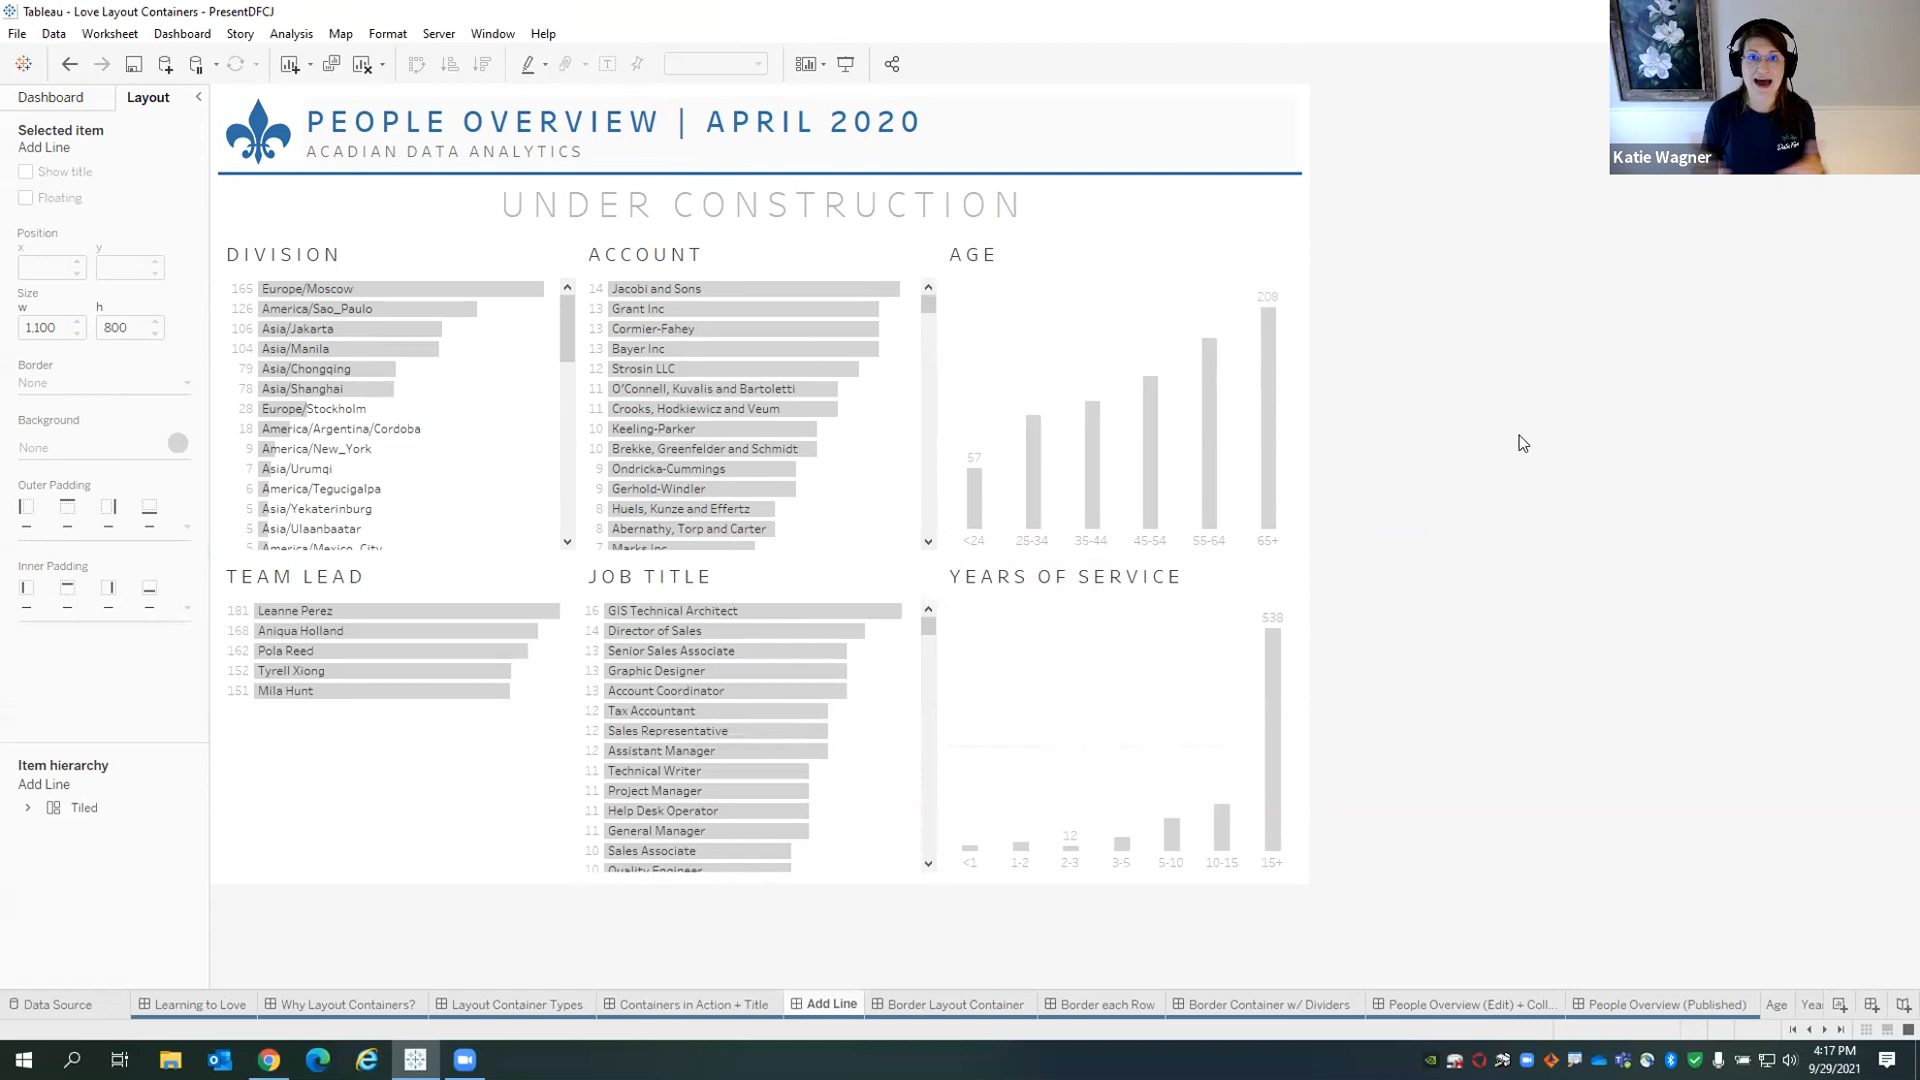 Tableau - Love Layout Containers - PresentDFCJ
File Data Worksheet Dashboard Story Analysis Map Format Server Window Help
Dashboard Layout
Selected item
Add Line
Show title
Floating
Position
x y
Size
w h
1,100 800
Border
None
Background
None
Outer Padding
Inner Padding
Item hierarchy
Add Line
Tiled
PEOPLE OVERVIEW | APRIL 2020
ACADIAN DATA ANALYTICS
UNDER CONSTRUCTION
DIVISION
165 Europe/Moscow
126 America/Sao_Paulo
106 Asia/Jakarta
104 Asia/Manila
79 Asia/Chongqing
78 Asia/Shanghai
28 Europe/Stockholm
18 America/Argentina/Cordoba
9 America/New_York
7 Asia/Urumqi
6 America/Tegucigalpa
5 Asia/Yekaterinburg
5 Asia/Ulaanbaatar
5 America/Mexico_City
ACCOUNT
14 Jacobi and Sons
13 Grant Inc
13 Cormier-Fahey
13 Bayer Inc
12 Strosin LLC
11 O'Connell, Kuvalis and Bartoletti
11 Crooks, Hodkiewicz and Veum
10 Keeling-Parker
10 Brekke, Greenfelder and Schmidt
9 Ondricka-Cummings
9 Gerhold-Windler
8 Huels, Kunze and Effertz
8 Abernathy, Torp and Carter
7 Marks Inc
AGE
208
57
<24 25-34 35-44 45-54 55-64 65+
TEAM LEAD
181 Leanne Perez
168 Aniqua Holland
162 Pola Reed
152 Tyrell Xiong
151 Mila Hunt
JOB TITLE
16 GIS Technical Architect
14 Director of Sales
13 Senior Sales Associate
13 Graphic Designer
13 Account Coordinator
12 Tax Accountant
12 Sales Representative
12 Assistant Manager
11 Technical Writer
11 Project Manager
11 Help Desk Operator
11 General Manager
10 Sales Associate
10 Quality Engineer
YEARS OF SERVICE
538
12
<1 1-2 2-3 3-5 5-10 10-15 15+
Katie Wagner
Data Source Learning to Love Why Layout Containers? Layout Container Types Containers in Action + Title Add Line Border Layout Container Border each Row Border Container w/ Dividers People Overview (Edit) + Coll... People Overview (Published) Age Yea
4:17 PM
9/29/2021